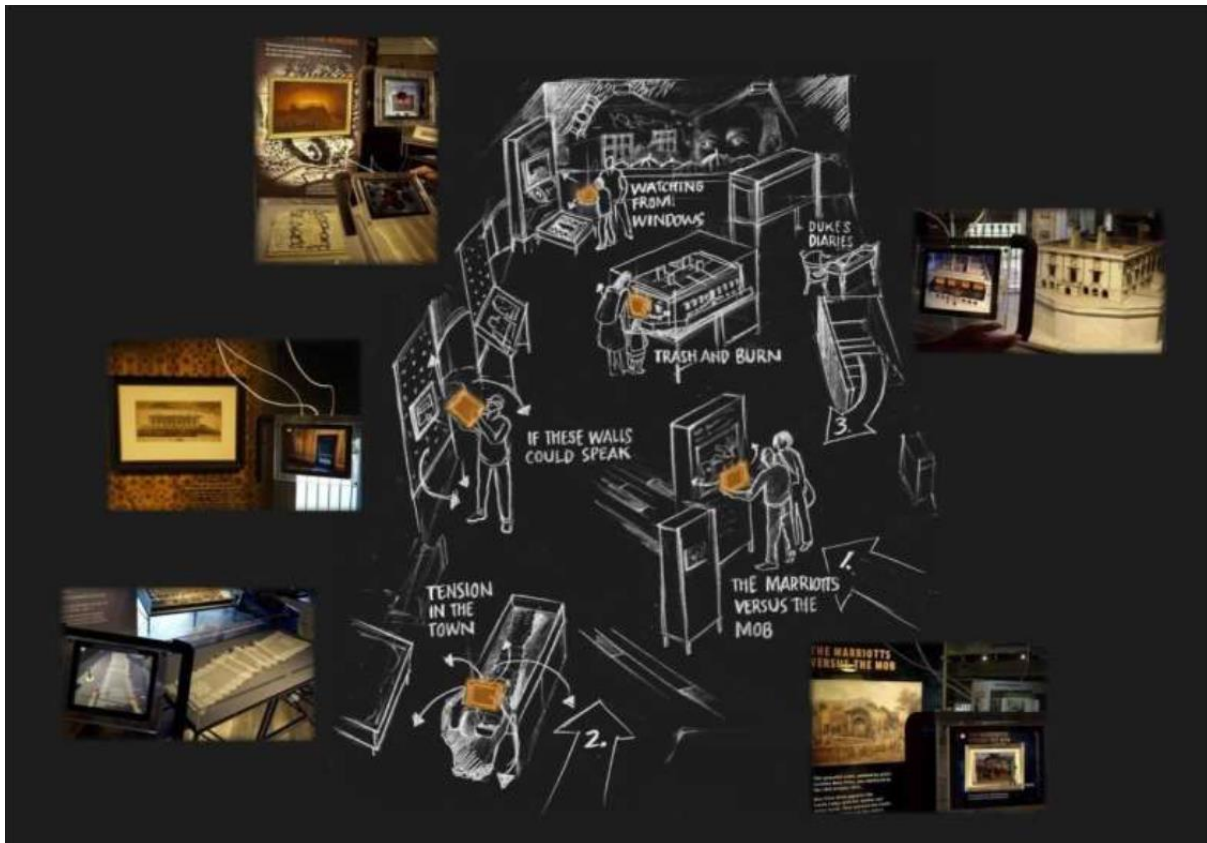 WATCHING
FROM
WINDOWS
DUKE'S
DIARIES
TRASH AND BURN
3.
IF THESE WALLS
COULD SPEAK
1.
TENSION
IN THE
TOWN
THE MARRIOTTS
VERSUS THE
MOB
2.
THE MARRIOTTS
VERSUS THE MOB